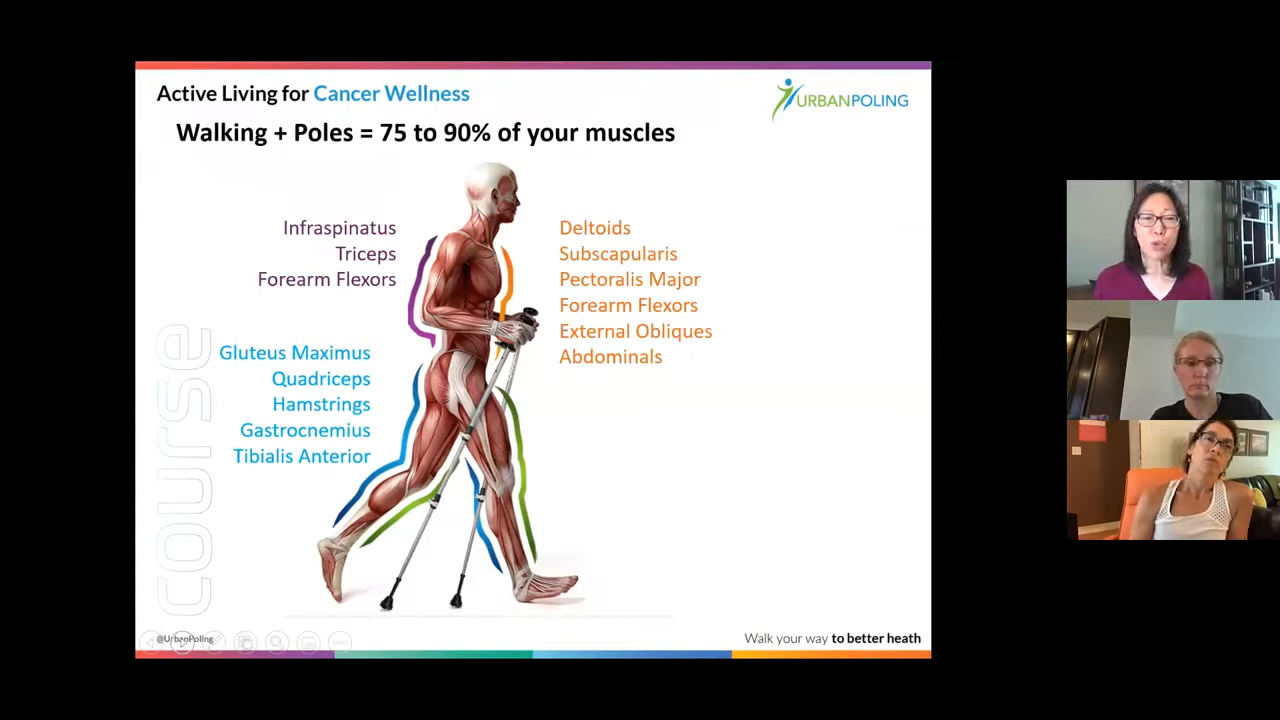 Active Living for Cancer Wellness
URBANPOLING
Walking + Poles = 75 to 90% of your muscles
Infraspinatus
Triceps
Forearm Flexors
Deltoids
Subscapularis
Pectoralis Major
Forearm Flexors
External Obliques
Abdominals
Gluteus Maximus
Quadriceps
Hamstrings
Gastrocnemius
Tibialis Anterior
course
@UrbanPoling
Walk your way to better heath